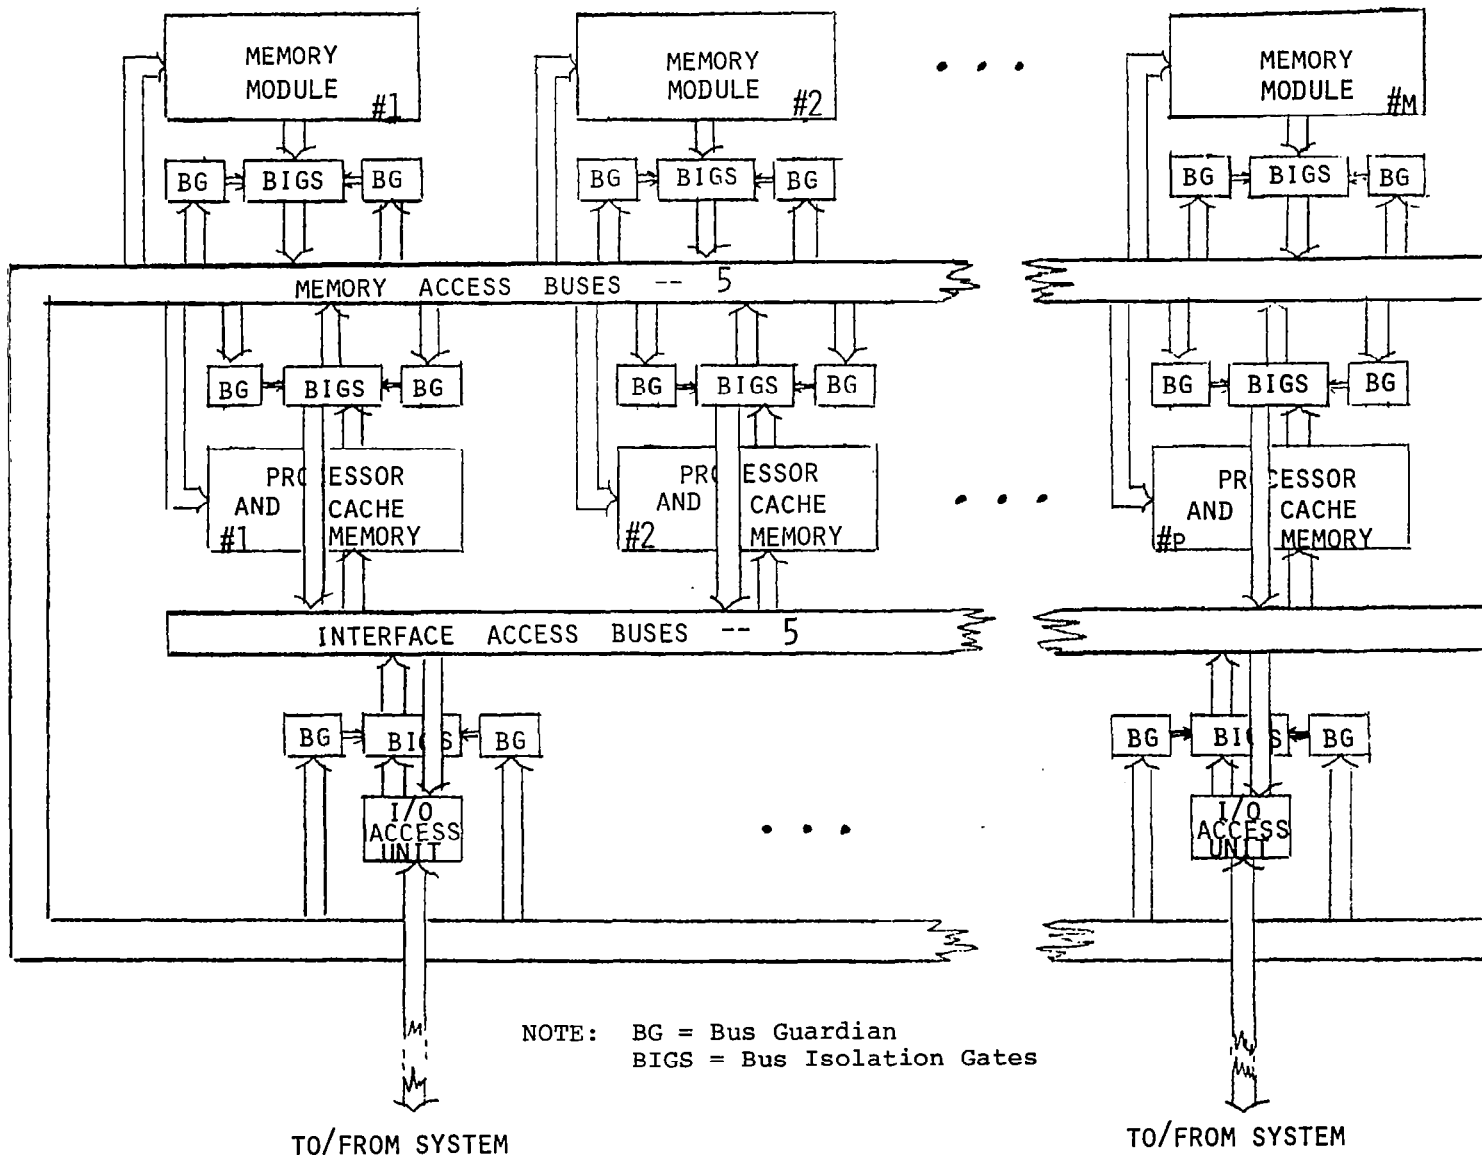 MEMORY
MODULE
#1
MEMORY
MODULE
#2
MEMORY
MODULE
#M
BG
BIGS
BG
BG
BIGS
BG
BG
BIGS
BG
MEMORY ACCESS BUSES -- 5
BG
BIGS
BG
BG
BIGS
BG
BG
BIGS
BG
PROCESSOR
AND CACHE
#1 MEMORY
PROCESSOR
AND CACHE
#2 MEMORY
PROCESSOR
AND CACHE
#P MEMORY
INTERFACE ACCESS BUSES -- 5
BG
BIGS
BG
BG
BIGS
BG
I/O
ACCESS
UNIT
I/O
ACCESS
UNIT
NOTE: BG = Bus Guardian
BIGS = Bus Isolation Gates
TO/FROM SYSTEM
TO/FROM SYSTEM